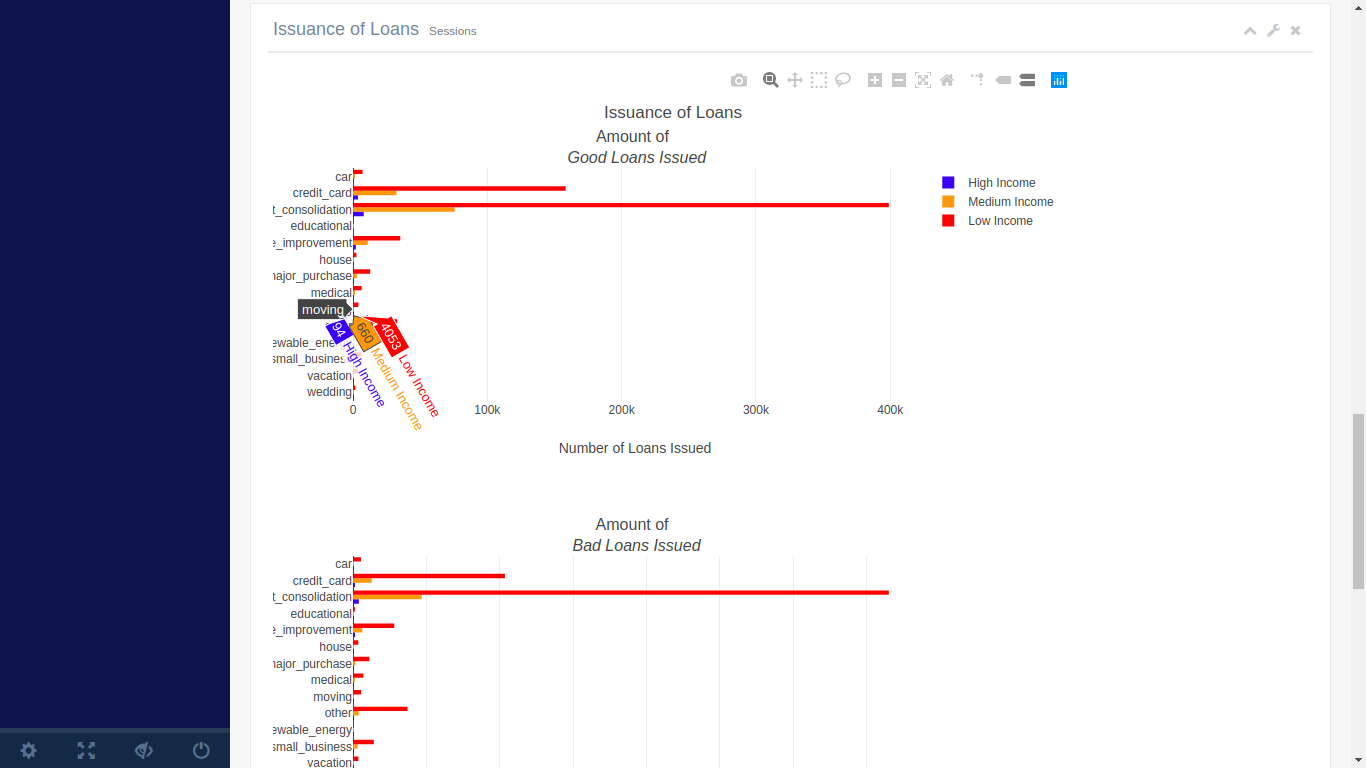 Issuance of Loans Sessions
Issuance of Loans
Amount of
Good Loans Issued
car
credit_card
t_consolidation
educational
e_improvement
house
major_purchase
medical
moving
ewable_ene
small_busine
vacation
wedding
94 High Income
660 Medium Income
4053 Low Income
0 100k 200k 300k 400k
Number of Loans Issued
High Income
Medium Income
Low Income
Amount of
Bad Loans Issued
car
credit_card
t_consolidation
educational
e_improvement
house
major_purchase
medical
moving
other
ewable_energy
small_business
vacation